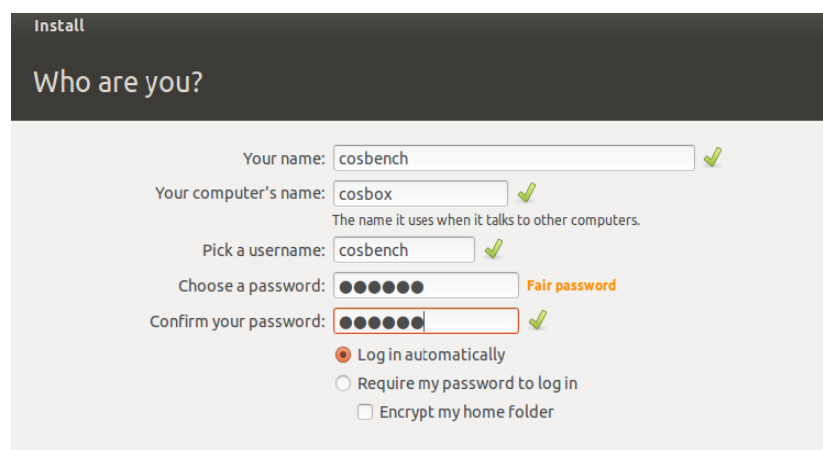 Install
Who are you?
Your name: cosbench
Your computer's name: cosbox
The name it uses when it talks to other computers.
Pick a username: cosbench
Choose a password: ●●●●●● Fair password
Confirm your password: ●●●●●●
Log in automatically
Require my password to log in
Encrypt my home folder